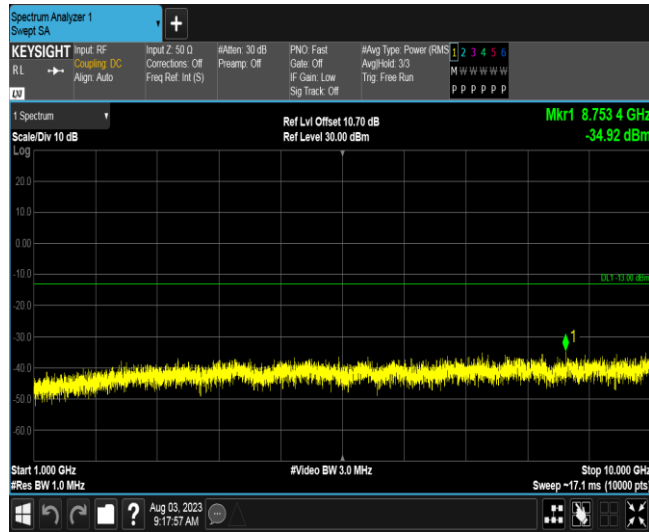 Spectrum Analyzer 1
Swept SA
KEYSIGHT
RL
LXI
Input: RF
Coupling: DC
Align: Auto
Input Z: 50 Ω
Corrections: Off
Freq Ref: Int (S)
#Atten: 30 dB
Preamp: Off
PNO: Fast
Gate: Off
IF Gain: Low
Sig Track: Off
#Avg Type: Power (RMS
Avg|Hold: 3/3
Trig: Free Run
1 2 3 4 5 6
M W W W W W
P P P P P P
1 Spectrum
Scale/Div 10 dB
Log
Ref Lvl Offset 10.70 dB
Ref Level 30.00 dBm
Mkr1 8.753 4 GHz
-34.92 dBm
20.0
10.0
0.00
-10.0
DL1 -13.00 dBm
-20.0
-30.0
1
-40.0
-50.0
-60.0
Start 1.000 GHz
#Res BW 1.0 MHz
#Video BW 3.0 MHz
Stop 10.000 GHz
Sweep ~17.1 ms (10000 pts)
?
Aug 03, 2023
9:17:57 AM